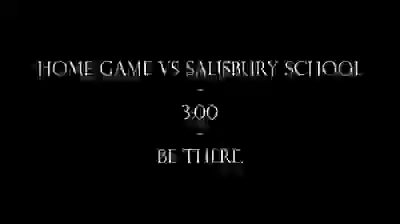 HOME GAME VS SALISBURY SCHOOL
-
3:00
-
BE THERE.